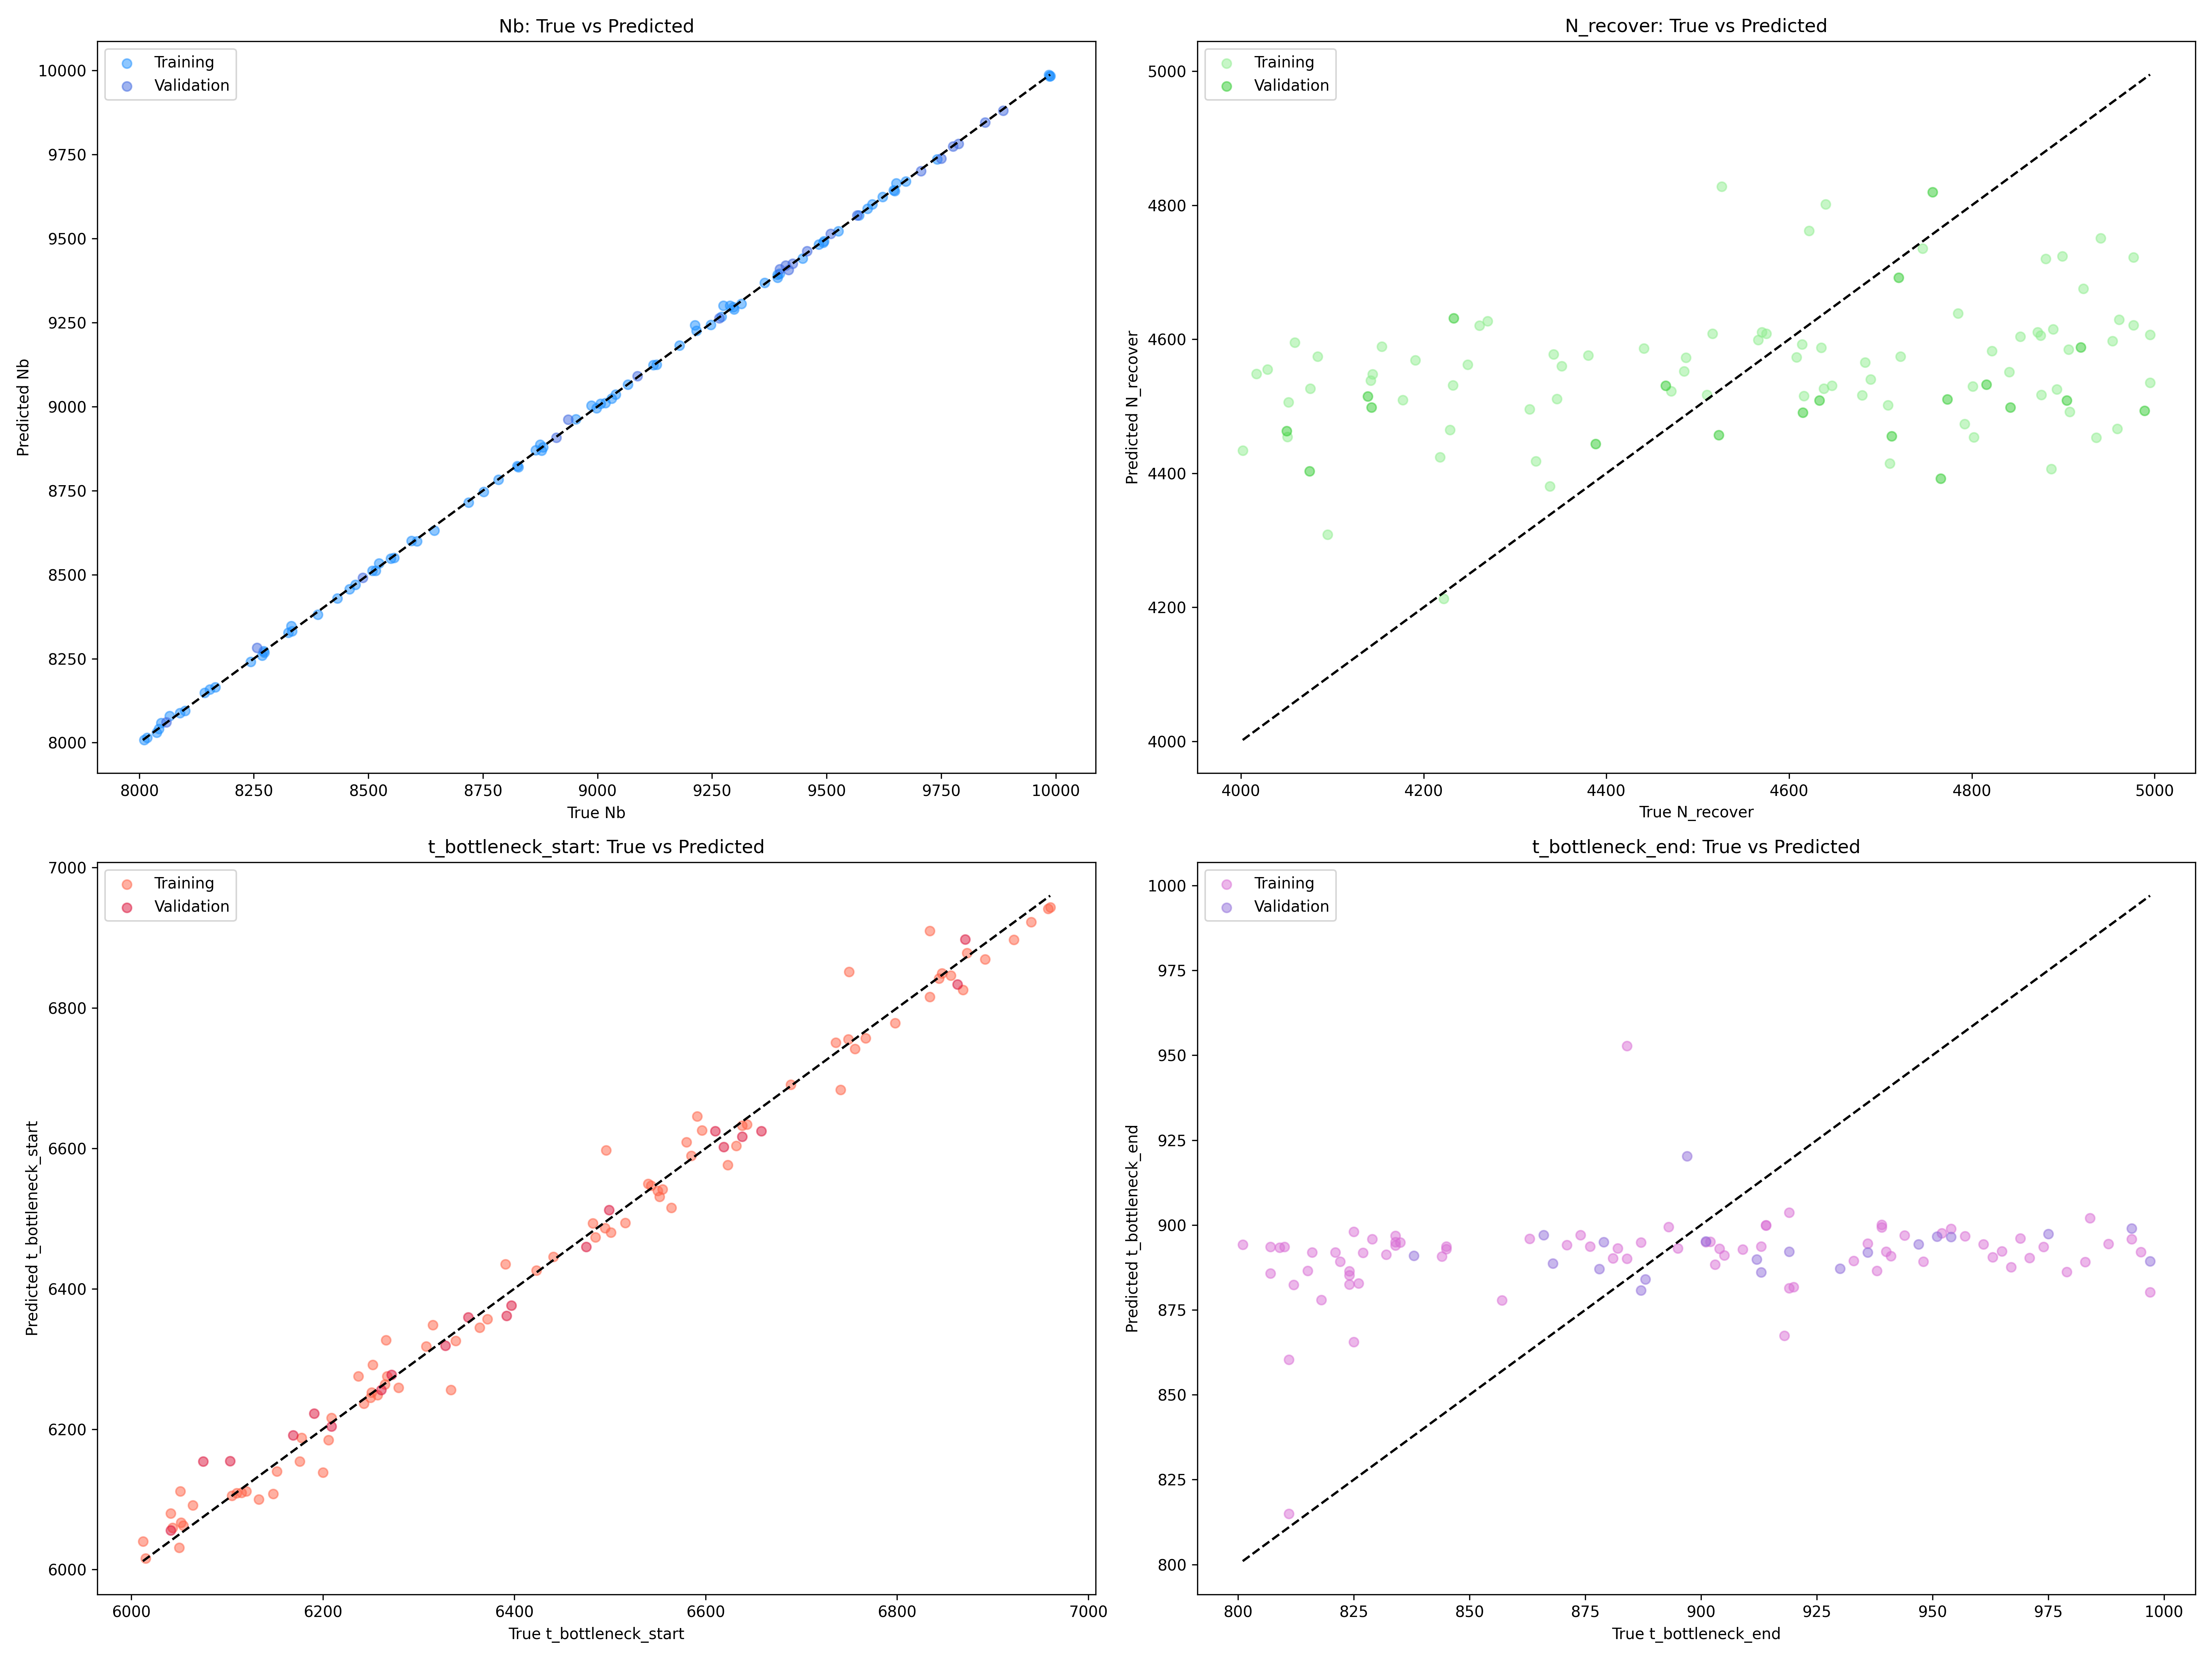 Nb: True vs Predicted
Training
Validation
10000
9750
9500
9250
9000
8750
8500
8250
8000
Predicted Nb
8000 8250 8500 8750 9000 9250 9500 9750 10000
True Nb
N_recover: True vs Predicted
Training
Validation
5000
4800
4600
4400
4200
4000
Predicted N_recover
4000 4200 4400 4600 4800 5000
True N_recover
t_bottleneck_start: True vs Predicted
Training
Validation
7000
6800
6600
6400
6200
6000
Predicted t_bottleneck_start
6000 6200 6400 6600 6800 7000
True t_bottleneck_start
t_bottleneck_end: True vs Predicted
Training
Validation
1000
975
950
925
900
875
850
825
800
Predicted t_bottleneck_end
800 825 850 875 900 925 950 975 1000
True t_bottleneck_end